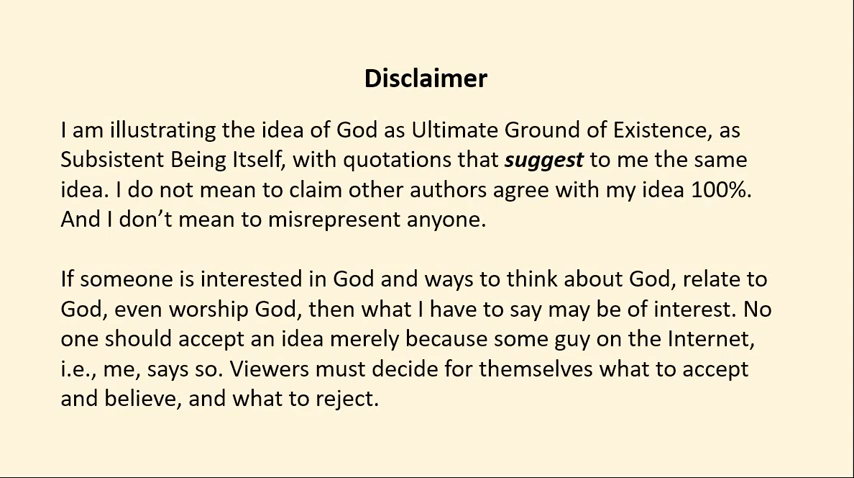 Disclaimer
I am illustrating the idea of God as Ultimate Ground of Existence, as
Subsistent Being Itself, with quotations that suggest to me the same
idea. I do not mean to claim other authors agree with my idea 100%.
And I don’t mean to misrepresent anyone.
If someone is interested in God and ways to think about God, relate to
God, even worship God, then what I have to say may be of interest. No
one should accept an idea merely because some guy on the Internet,
i.e., me, says so. Viewers must decide for themselves what to accept
and believe, and what to reject.